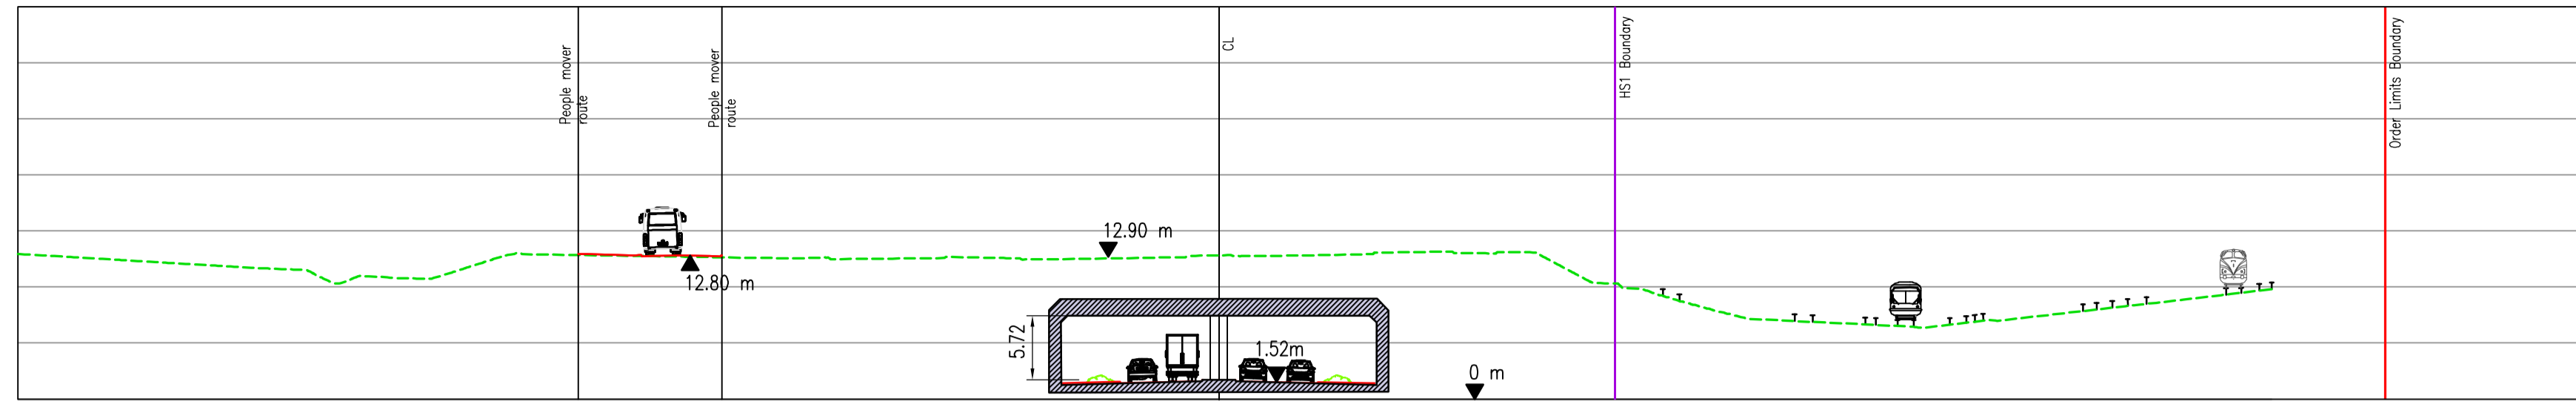 People mover
route
People mover
route
CL
HS1 Boundary
Order Limits Boundary
12.90 m
12.80 m
5.72
1.52m
0 m